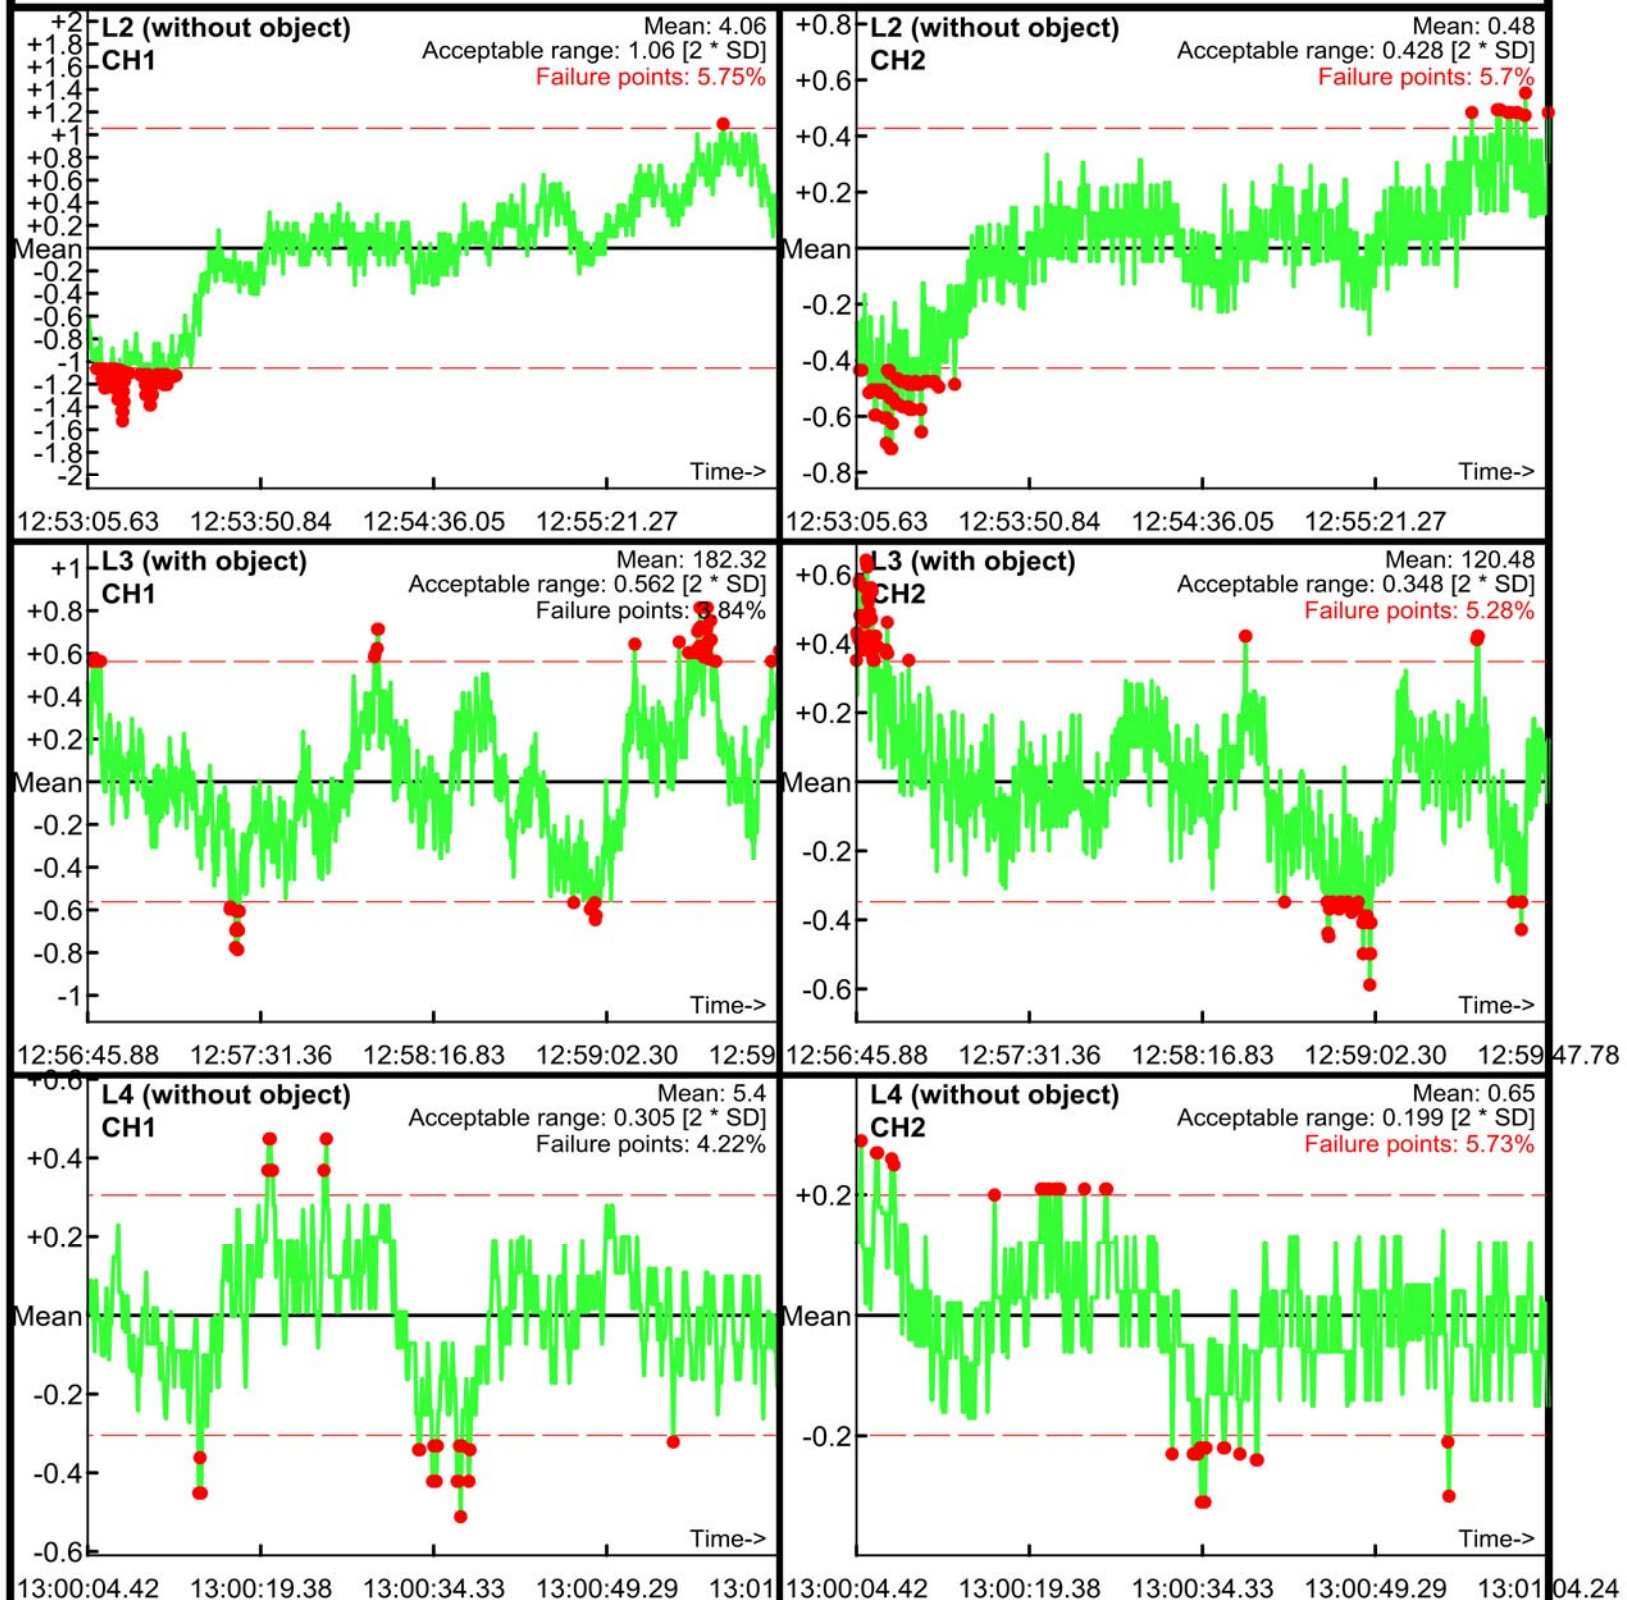 L2 (without object)
CH1
Mean: 4.06
Acceptable range: 1.06 [2 * SD]
Failure points: 5.75%
+2
+1.8
+1.6
+1.4
+1.2
+1
+0.8
+0.6
+0.4
+0.2
Mean
-0.2
-0.4
-0.6
-0.8
-1
-1.2
-1.4
-1.6
-1.8
-2
Time->
12:53:05.63 12:53:50.84 12:54:36.05 12:55:21.27
L2 (without object)
CH2
Mean: 0.48
Acceptable range: 0.428 [2 * SD]
Failure points: 5.7%
+0.8
+0.6
+0.4
+0.2
Mean
-0.2
-0.4
-0.6
-0.8
Time->
12:53:05.63 12:53:50.84 12:54:36.05 12:55:21.27
L3 (with object)
CH1
Mean: 182.32
Acceptable range: 0.562 [2 * SD]
Failure points: 3.84%
+1
+0.8
+0.6
+0.4
+0.2
Mean
-0.2
-0.4
-0.6
-0.8
-1
Time->
12:56:45.88 12:57:31.36 12:58:16.83 12:59:02.30 12:59
L3 (with object)
CH2
Mean: 120.48
Acceptable range: 0.348 [2 * SD]
Failure points: 5.28%
+0.6
+0.4
+0.2
Mean
-0.2
-0.4
-0.6
Time->
12:56:45.88 12:57:31.36 12:58:16.83 12:59:02.30 12:59:47.78
L4 (without object)
CH1
Mean: 5.4
Acceptable range: 0.305 [2 * SD]
Failure points: 4.22%
+0.6
+0.4
+0.2
Mean
-0.2
-0.4
-0.6
Time->
13:00:04.42 13:00:19.38 13:00:34.33 13:00:49.29 13:01
L4 (without object)
CH2
Mean: 0.65
Acceptable range: 0.199 [2 * SD]
Failure points: 5.73%
+0.2
Mean
-0.2
Time->
13:00:04.42 13:00:19.38 13:00:34.33 13:00:49.29 13:01:04.24